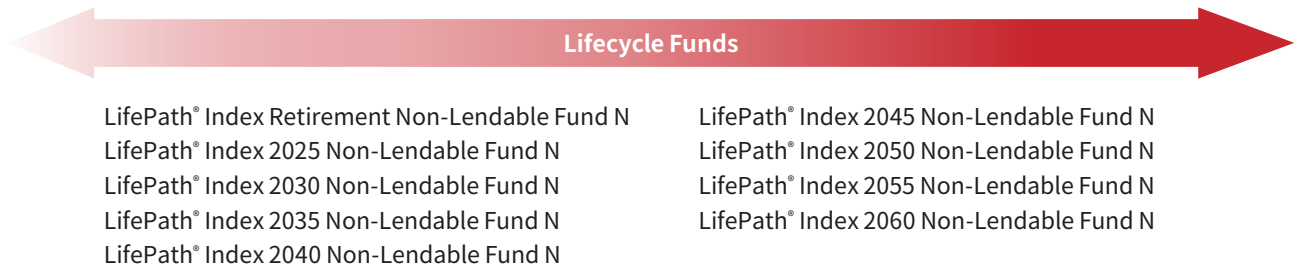 Lifecycle Funds
LifePath® Index Retirement Non-Lendable Fund N
LifePath® Index 2025 Non-Lendable Fund N
LifePath® Index 2030 Non-Lendable Fund N
LifePath® Index 2035 Non-Lendable Fund N
LifePath® Index 2040 Non-Lendable Fund N
LifePath® Index 2045 Non-Lendable Fund N
LifePath® Index 2050 Non-Lendable Fund N
LifePath® Index 2055 Non-Lendable Fund N
LifePath® Index 2060 Non-Lendable Fund N